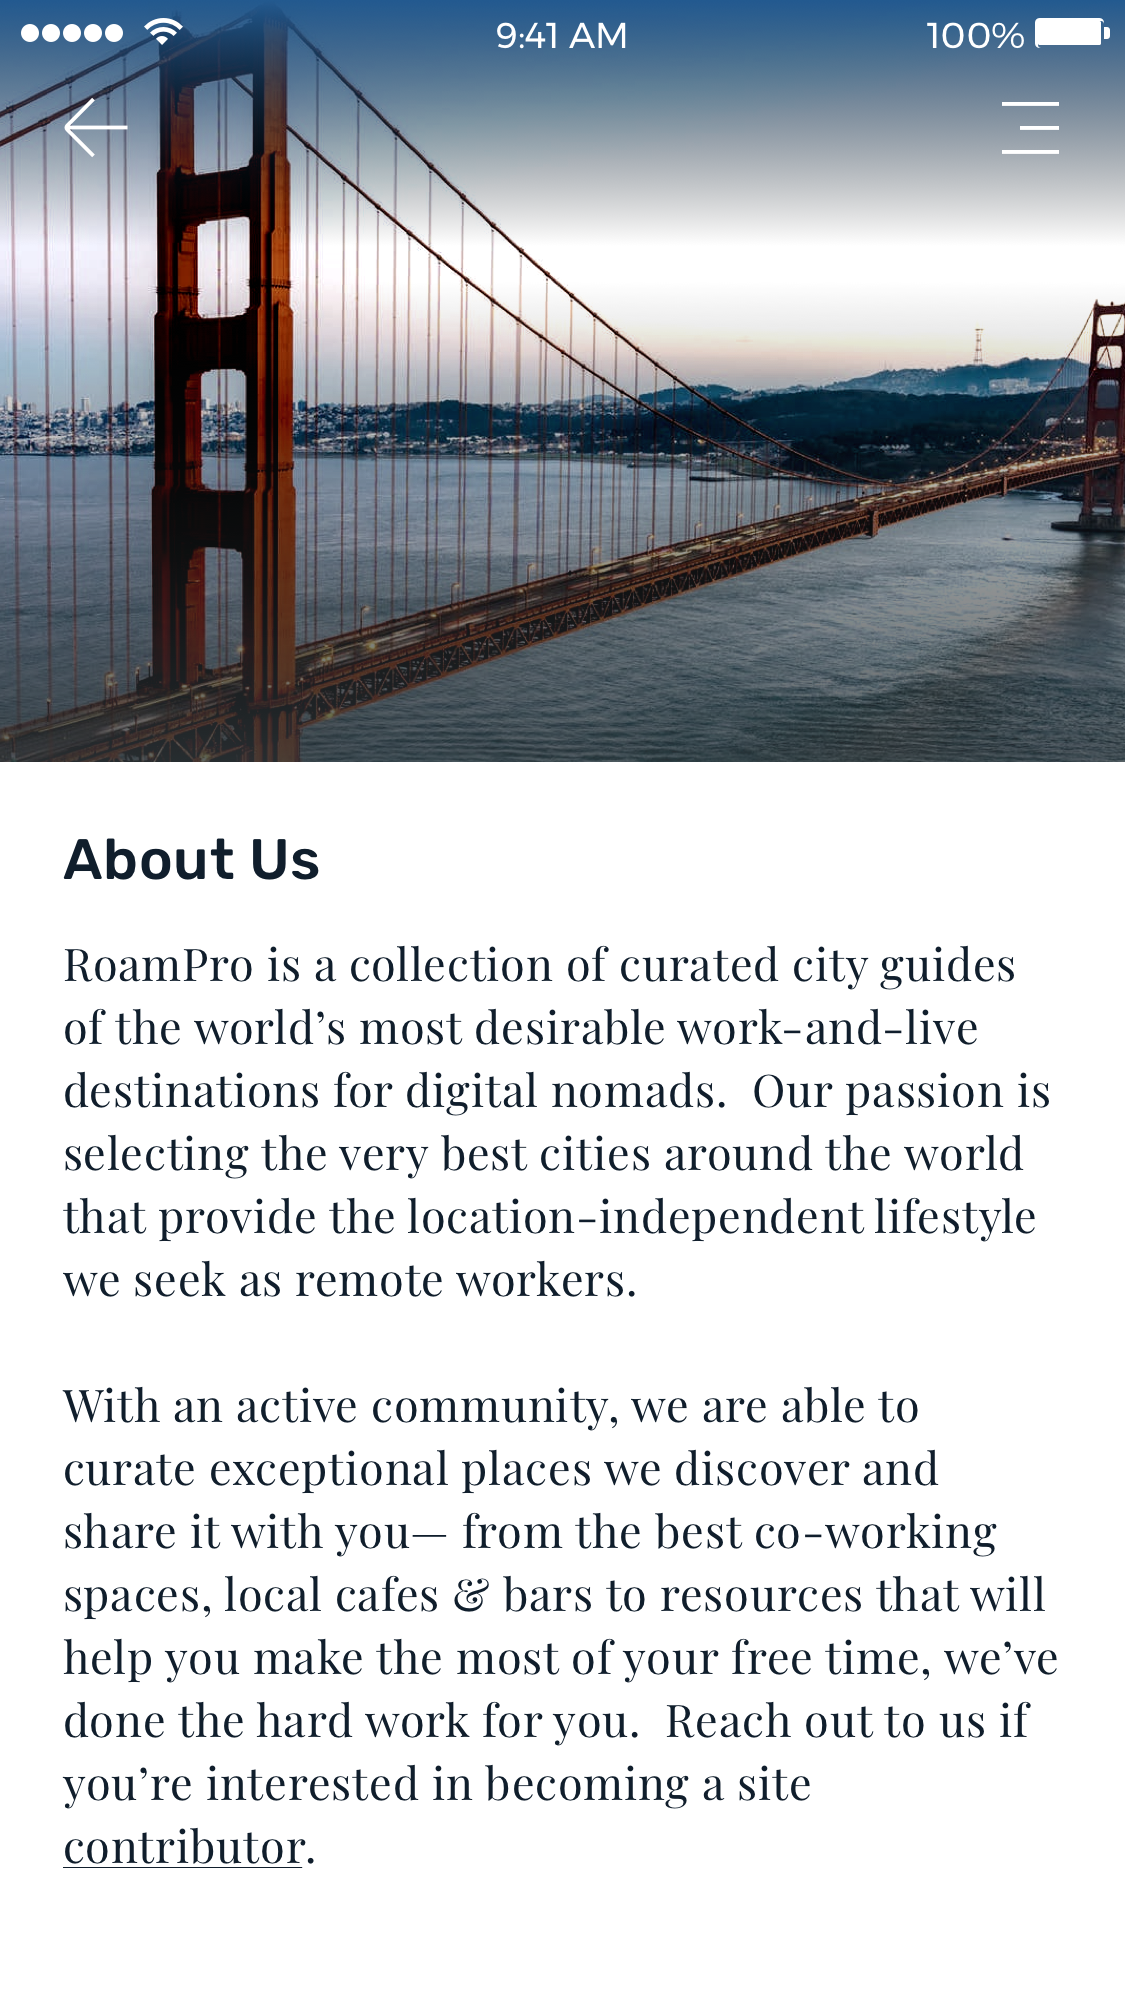 9:41 AM
100%
About Us
RoamPro is a collection of curated city guides
of the world’s most desirable work-and-live
destinations for digital nomads.  Our passion is
selecting the very best cities around the world
that provide the location-independent lifestyle
we seek as remote workers.
With an active community, we are able to
curate exceptional places we discover and
share it with you— from the best co-working
spaces, local cafes & bars to resources that will
help you make the most of your free time, we’ve
done the hard work for you.  Reach out to us if
you’re interested in becoming a site
contributor.